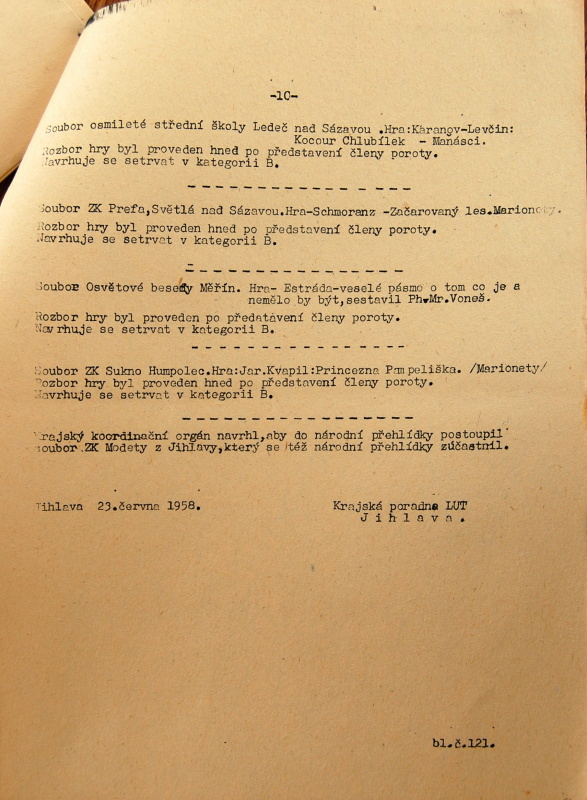 -10-
Soubor osmileté střední školy Ledeč nad Sázavou .Hra:Karanov-Levčin:
Kocour Chlubílek - Maňásci.
Rozbor hry byl proveden hned po představení členy poroty.
Navrhuje se setrvat v kategorii B.
Soubor ZK Prefa,Světlá nad Sázavou.Hra-Schmoranz -Začarovaný les.Marionety.
Rozbor hry byl proveden hned po představení členy poroty.
Navrhuje se setrvat v kategorii B.
Soubor Osvětové besedy Měřín. Hra- Estráda-veselé pásmo o tom co je a
nemělo by být,sestavil Ph.Mr.Voneš.
Rozbor hry byl proveden po předatávení členy poroty.
Navrhuje se setrvat v kategorii B.
Soubor ZK Sukno Humpolec.Hra:Jar.Kvapil:Princezna Pampeliška. /Marionety/
Rozbor hry byl proveden hned po představení členy poroty.
Navrhuje se setrvat v kategorii B.
Krajský koordinační orgán navrhl,aby do národní přehlídky postoupil
soubor ZK Modety z Jihlavy,který se též národní přehlídky zúčastnil.
Jihlava 23.června 1958. Krajská poradna LUT
J i h l a v a .
bl.č.121.